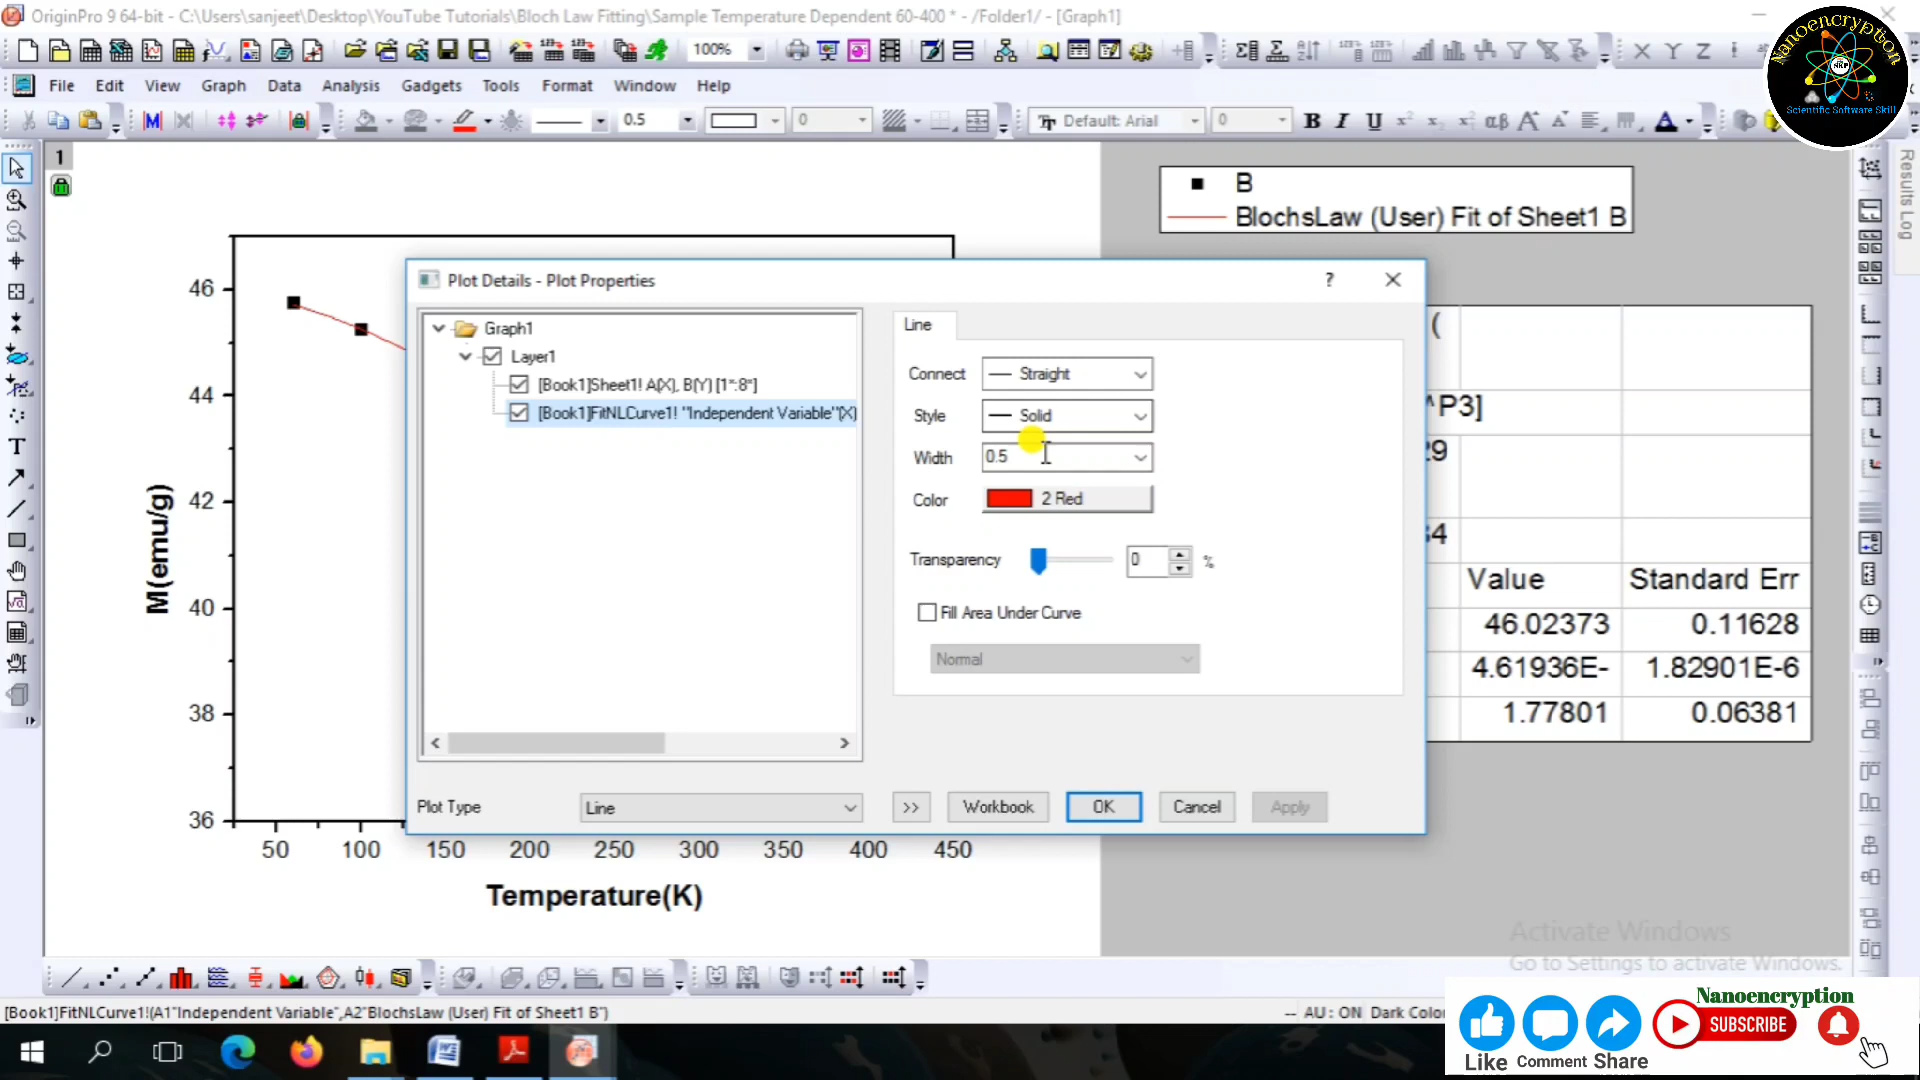 OriginPro 9 64-bit - C:\Users\sanjeet\Desktop\YouTube Tutorials\Bloch Law Fitting\Sample Temperature Dependent 60-400 * - /Folder1/ - [Graph1]
100%
File Edit View Graph Data Analysis Gadgets Tools Format Window Help
0.5 0 Default: Arial 0 B I U
Nanoencryption
NKP
Scientific Software Skill
1
B
BlochsLaw (User) Fit of Sheet1 B
Results Log
Plot Details - Plot Properties
Graph1
Layer1
[Book1]Sheet1! A(X), B(Y) [1*:8*]
[Book1]FitNLCurve1! "Independent Variable"(X)
Line
Connect Straight
Style Solid
Width 0.5
Color 2 Red
Transparency 0 %
Fill Area Under Curve
Normal
Plot Type Line >> Workbook OK Cancel Apply
(
^P3]
29
34
Value Standard Err
46.02373 0.11628
4.61936E- 1.82901E-6
1.77801 0.06381
M(emu/g)
46
44
42
40
38
36
50 100 150 200 250 300 350 400 450
Temperature(K)
Activate Windows
Go to Settings to activate Windows.
[Book1]FitNLCurve1!(A1"Independent Variable",A2"BlochsLaw (User) Fit of Sheet1 B")
-- AU : ON Dark Color
Nanoencryption
SUBSCRIBE
Like Comment Share